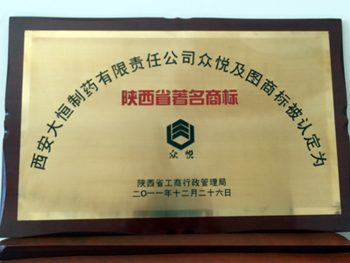 西安大恒制药有限责任公司众悦及图商标被认定为
陕西省著名商标
众悦
陕西省工商行政管理局
二〇一一年十二月二十六日